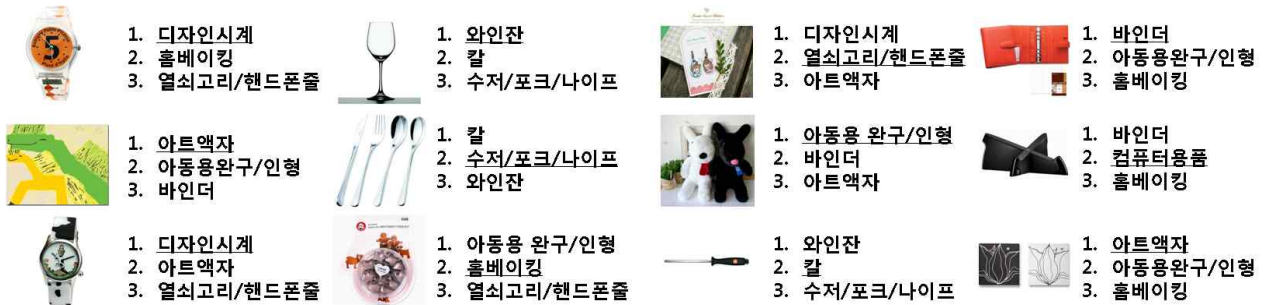 1. 디자인시계
2. 홈베이킹
3. 열쇠고리/핸드폰줄
1. 와인잔
2. 칼
3. 수저/포크/나이프
1. 디자인시계
2. 열쇠고리/핸드폰줄
3. 아트액자
1. 바인더
2. 아동용완구/인형
3. 홈베이킹
1. 아트액자
2. 아동용완구/인형
3. 바인더
1. 칼
2. 수저/포크/나이프
3. 와인잔
1. 아동용 완구/인형
2. 바인더
3. 아트액자
1. 바인더
2. 컴퓨터용품
3. 홈베이킹
1. 디자인시계
2. 아트액자
3. 열쇠고리/핸드폰줄
1. 아동용 완구/인형
2. 홈베이킹
3. 열쇠고리/핸드폰줄
1. 와인잔
2. 칼
3. 수저/포크/나이프
1. 아트액자
2. 아동용완구/인형
3. 홈베이킹
5